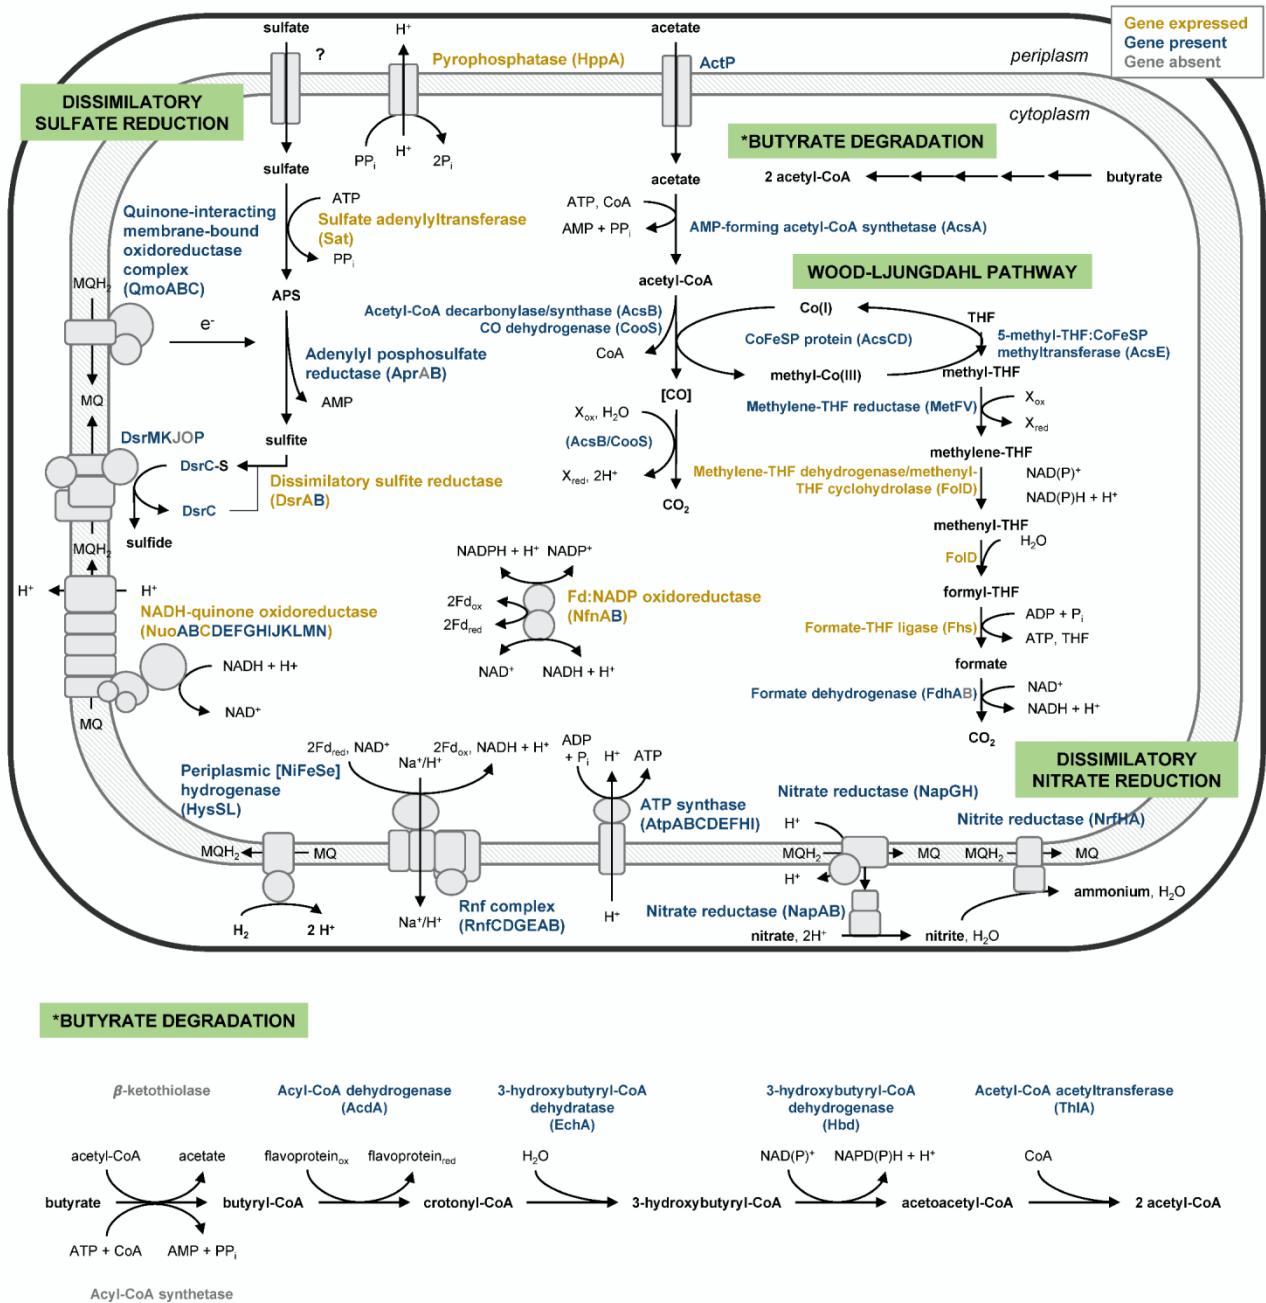 Gene expressed
Gene present
Gene absent
periplasm
cytoplasm
sulfate
?
H⁺
Pyrophosphatase (HppA)
acetate
ActP
DISSIMILATORY
SULFATE REDUCTION
PPᵢ
H⁺
2Pᵢ
*BUTYRATE DEGRADATION
2 acetyl-CoA
butyrate
sulfate
ATP
Sulfate adenylyltransferase
(Sat)
PPᵢ
APS
Quinone-interacting
membrane-bound
oxidoreductase
complex
(QmoABC)
MQH₂
e⁻
MQ
Adenylyl posphosulfate
reductase (AprAB)
AMP
sulfite
DsrMKJOP
DsrC-S
DsrC
Dissimilatory sulfite reductase
(DsrAB)
sulfide
MQH₂
acetate
ATP, CoA
AMP + PPᵢ
AMP-forming acetyl-CoA synthetase (AcsA)
acetyl-CoA
WOOD-LJUNGDAHL PATHWAY
Acetyl-CoA decarbonylase/synthase (AcsB)
CO dehydrogenase (CooS)
CoA
Co(I)
CoFeSP protein (AcsCD)
methyl-Co(III)
THF
5-methyl-THF:CoFeSP
methyltransferase (AcsE)
methyl-THF
[CO]
Xₒₓ, H₂O
(AcsB/CooS)
X_red, 2H⁺
CO₂
Methylene-THF reductase (MetFV)
Xₒₓ
X_red
methylene-THF
Methylene-THF dehydrogenase/methenyl-
THF cyclohydrolase (FolD)
NAD(P)⁺
NAD(P)H + H⁺
methenyl-THF
FolD
H₂O
formyl-THF
Formate-THF ligase (Fhs)
ADP + Pᵢ
ATP, THF
formate
Formate dehydrogenase (FdhAB)
NAD⁺
NADH + H⁺
CO₂
H⁺
H⁺
NADH-quinone oxidoreductase
(NuoABCDEFGHIJKLMN)
NADH + H+
NAD⁺
MQ
NADPH + H⁺
NADP⁺
2Fdₒₓ
2Fd_red
Fd:NADP oxidoreductase
(NfnAB)
NAD⁺
NADH + H⁺
Periplasmic [NiFeSe]
hydrogenase
(HysSL)
MQH₂
MQ
H₂
2 H⁺
2Fd_red, NAD⁺
2Fdₒₓ, NADH + H⁺
Na⁺/H⁺
Na⁺/H⁺
Rnf complex
(RnfCDGEAB)
ADP
+ Pᵢ
H⁺
ATP
ATP synthase
(AtpABCDEFHI)
H⁺
DISSIMILATORY
NITRATE REDUCTION
Nitrate reductase (NapGH)
H⁺
MQH₂
MQ
H⁺
Nitrate reductase (NapAB)
nitrate, 2H⁺
nitrite, H₂O
Nitrite reductase (NrfHA)
MQH₂
MQ
ammonium, H₂O
*BUTYRATE DEGRADATION
β-ketothiolase
Acyl-CoA dehydrogenase
(AcdA)
3-hydroxybutyryl-CoA
dehydratase
(EchA)
3-hydroxybutyryl-CoA
dehydrogenase
(Hbd)
Acetyl-CoA acetyltransferase
(ThlA)
acetyl-CoA
acetate
flavoproteinₒₓ
flavoprotein_red
H₂O
NAD(P)⁺
NAPD(P)H + H⁺
CoA
butyrate
butyryl-CoA
crotonyl-CoA
3-hydroxybutyryl-CoA
acetoacetyl-CoA
2 acetyl-CoA
ATP + CoA
AMP + PPᵢ
Acyl-CoA synthetase